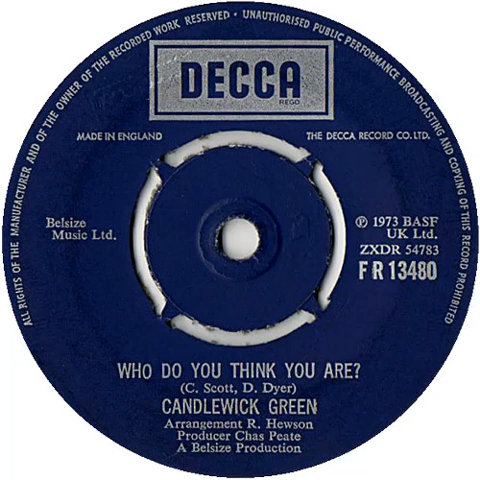 ALL RIGHTS OF THE MANUFACTURER AND OF THE OWNER OF THE RECORDED WORK RESERVED • UNAUTHORISED PUBLIC PERFORMANCE BROADCASTING AND COPYING OF THIS RECORD PROHIBITED
DECCA
REGD
MADE IN ENGLAND
THE DECCA RECORD CO. LTD.
Belsize
Music Ltd.
℗ 1973 BASF
UK Ltd.
ZXDR 54783
FR 13480
WHO DO YOU THINK YOU ARE?
(C. Scott, D. Dyer)
CANDLEWICK GREEN
Arrangement R. Hewson
Producer Chas Peate
A Belsize Production